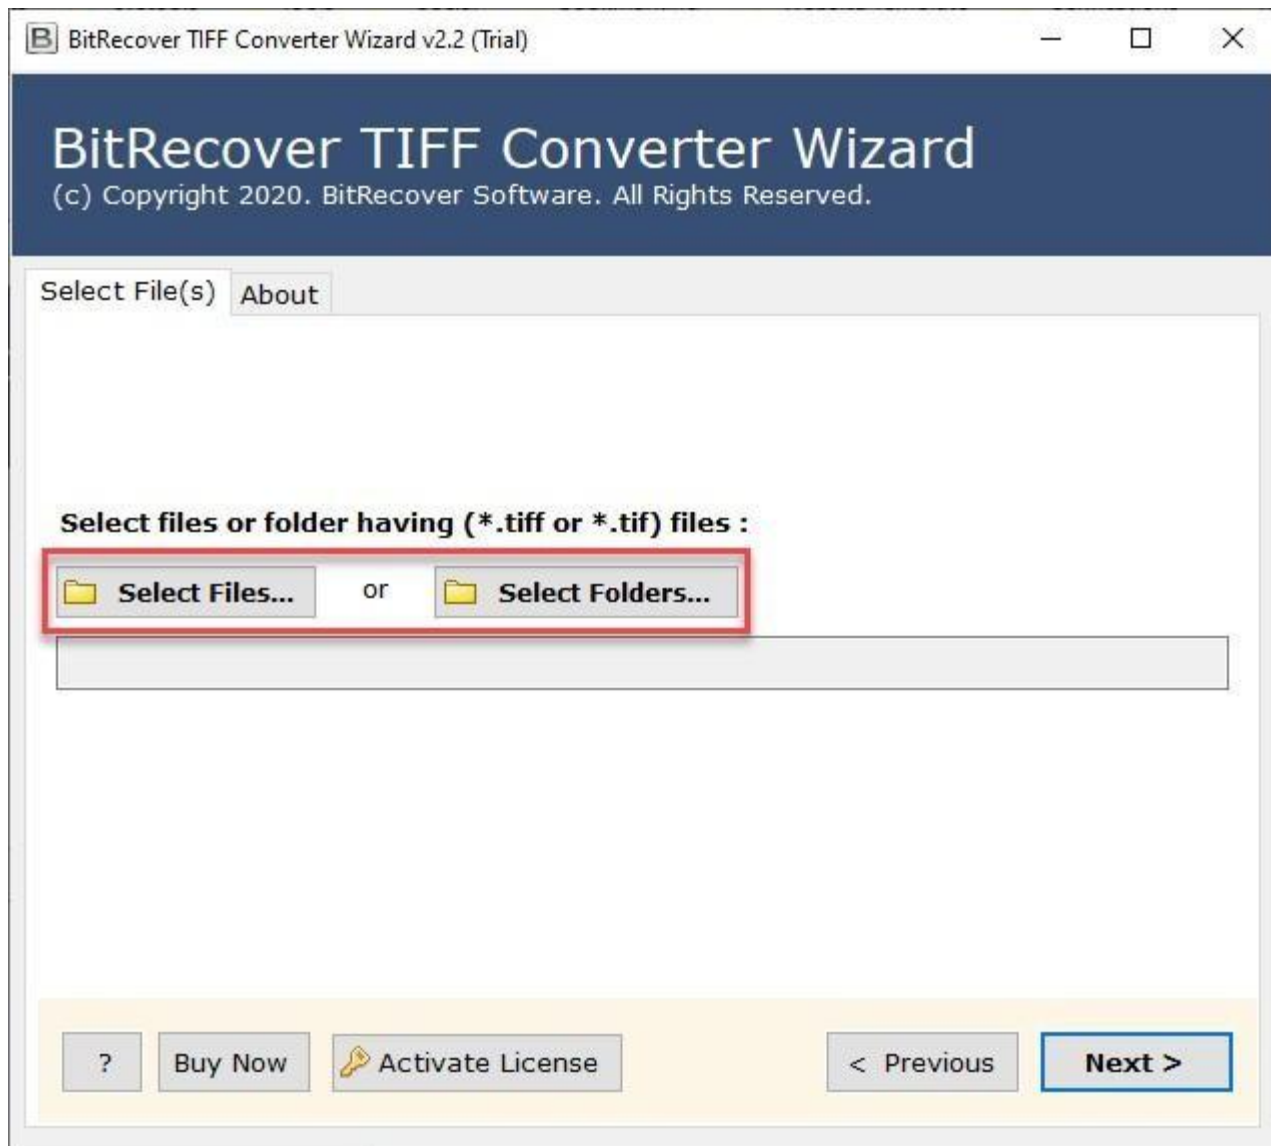 BitRecover TIFF Converter Wizard v2.2 (Trial)
BitRecover TIFF Converter Wizard
(c) Copyright 2020. BitRecover Software. All Rights Reserved.
Select File(s) About
Select files or folder having (*.tiff or *.tif) files :
Select Files... or Select Folders...
? Buy Now Activate License < Previous Next >